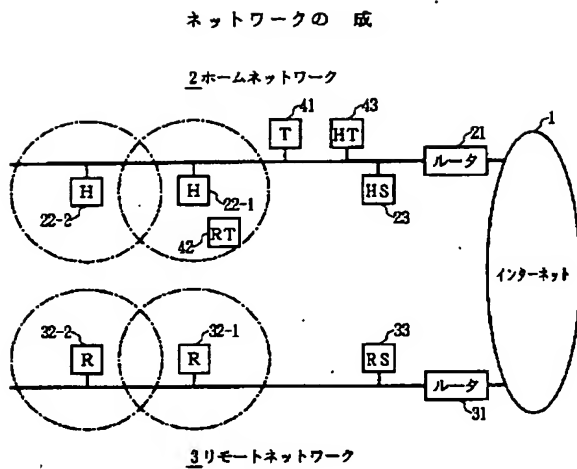 ネットワークの 成
2 ホームネットワーク
41
43
21
1
T
HT
ルータ
H
H
HS
22-2
22-1
23
42
RT
インターネット
32-2
32-1
33
R
R
RS
ルータ
31
3 リモートネットワーク